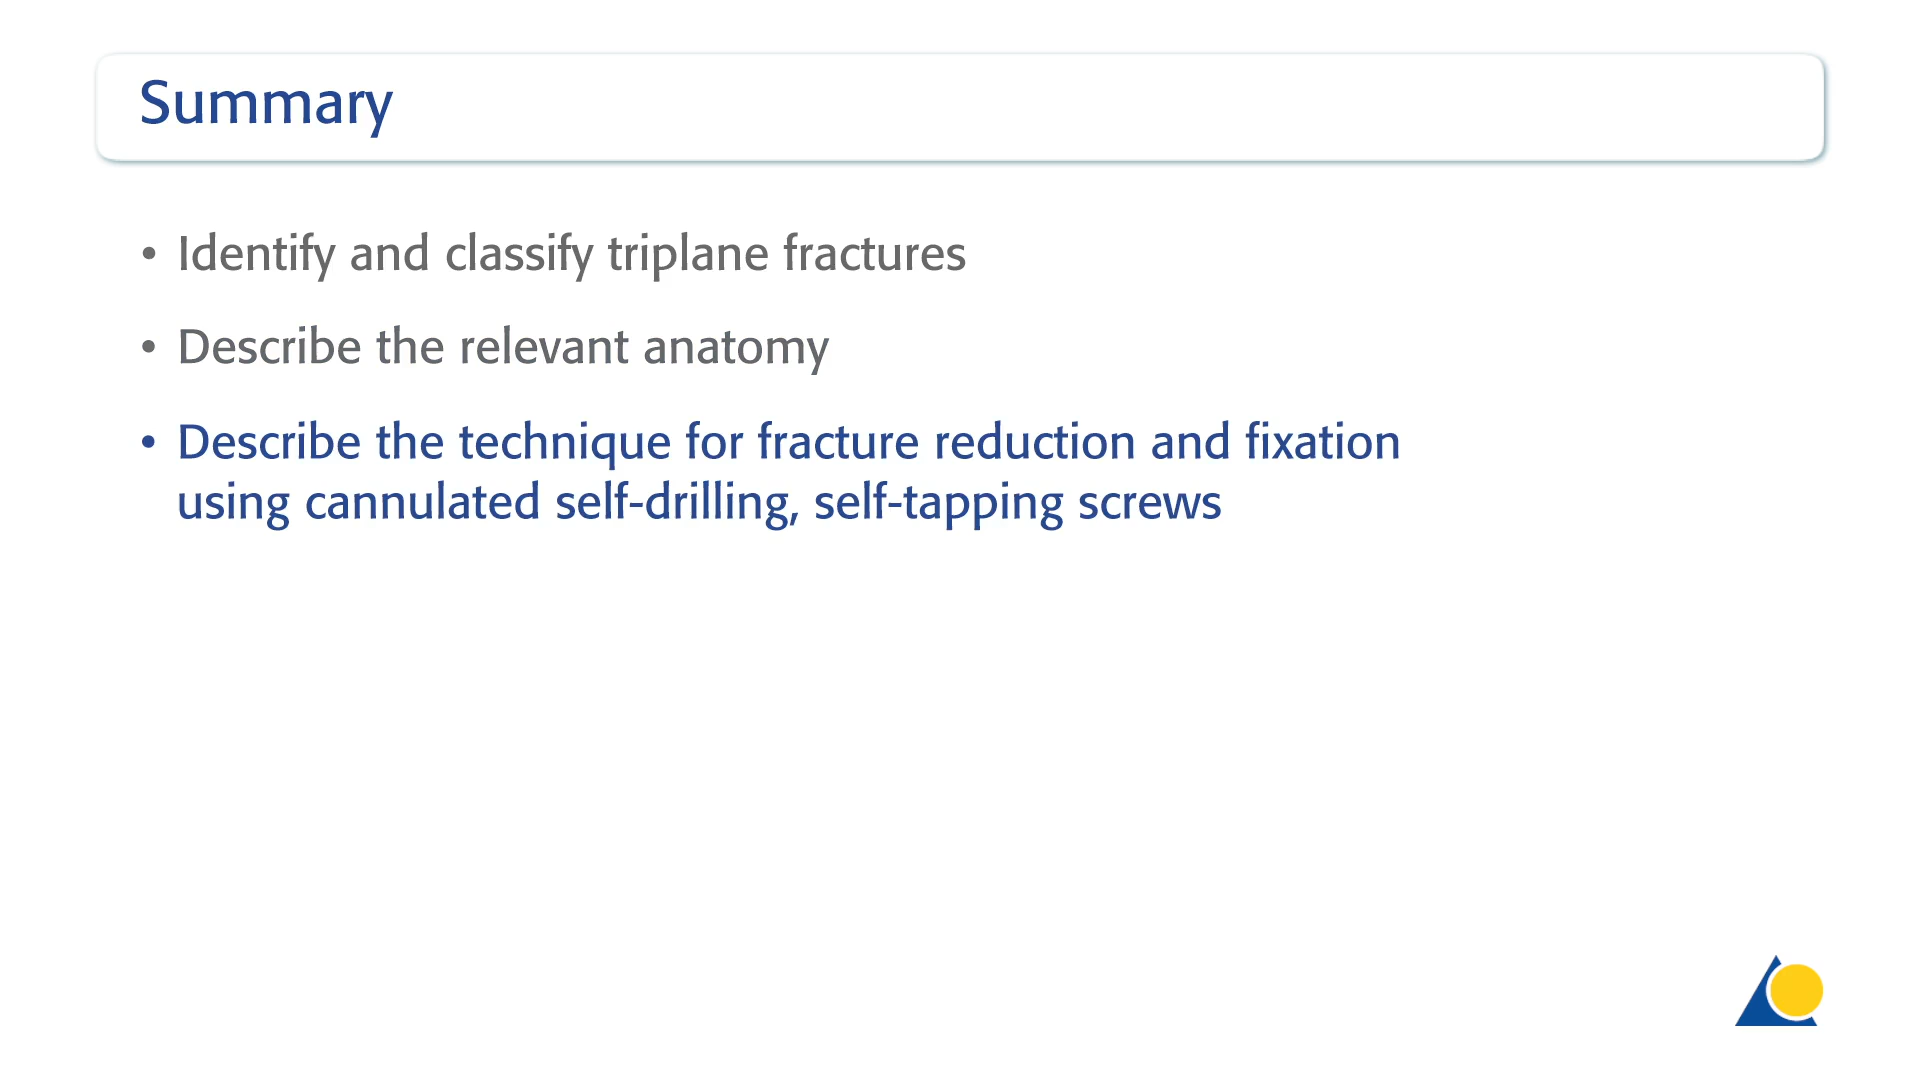 Summary
• Identify and classify triplane fractures
• Describe the relevant anatomy
• Describe the technique for fracture reduction and fixation
using cannulated self-drilling, self-tapping screws